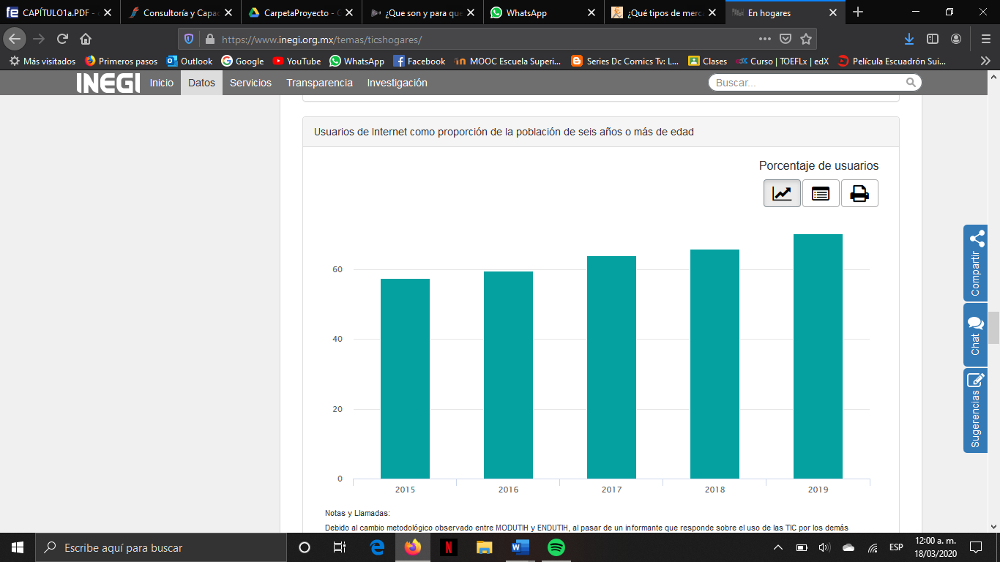 CAPÍTULO1a.PDF -
Consultoría y Capac
CarpetaProyecto - G
¿Que son y para que
WhatsApp
¿Qué tipos de merca
En hogares
https://www.inegi.org.mx/temas/ticshogares/
Más visitados
Primeros pasos
Outlook
Google
YouTube
WhatsApp
Facebook
MOOC Escuela Superi...
Series Dc Comics Tv: L...
Clases
Curso | TOEFLx | edX
Película Escuadrón Sui...
INEGI
Inicio
Datos
Servicios
Transparencia
Investigación
Buscar...
Usuarios de Internet como proporción de la población de seis años o más de edad
Porcentaje de usuarios
60
40
20
0
2015
2016
2017
2018
2019
Notas y Llamadas:
Debido al cambio metodológico observado entre MODUTIH y ENDUTIH, al pasar de un informante que responde sobre el uso de las TIC por los demás
Compartir
Chat
Sugerencias
Escribe aquí para buscar
ESP
12:00 a. m.
18/03/2020